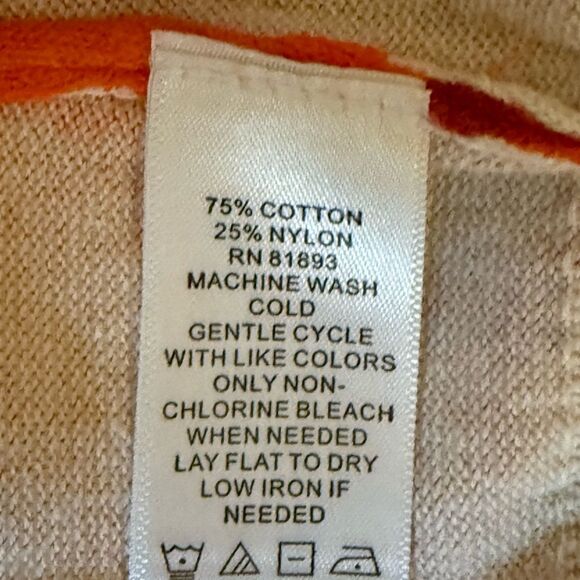 75% COTTON
25% NYLON
RN 81893
MACHINE WASH
COLD
GENTLE CYCLE
WITH LIKE COLORS
ONLY NON-
CHLORINE BLEACH
WHEN NEEDED
LAY FLAT TO DRY
LOW IRON IF
NEEDED